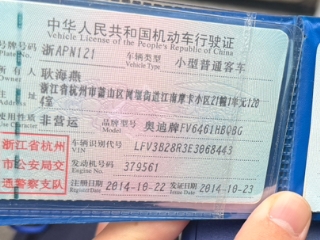 中华人民共和国机动车行驶证
Vehicle License of the People's Republic of China
浙APN121 车辆类型 小型普通客车
Vehicle Type
者 耿海燕
浙江省杭州市萧山区闻堰街道江南摩卡小区21幢1单元120
质 非营运 品牌型号 奥迪牌FV6461HBQBG
Model
浙江省杭州 车辆识别代号 LFV3B28R3E3068443
VIN
市公安局交 发动机号码 379561
Engine No.
通警察支队 注册日期 2014-10-22 发证日期 2014-10-23
Register Date Issue Date